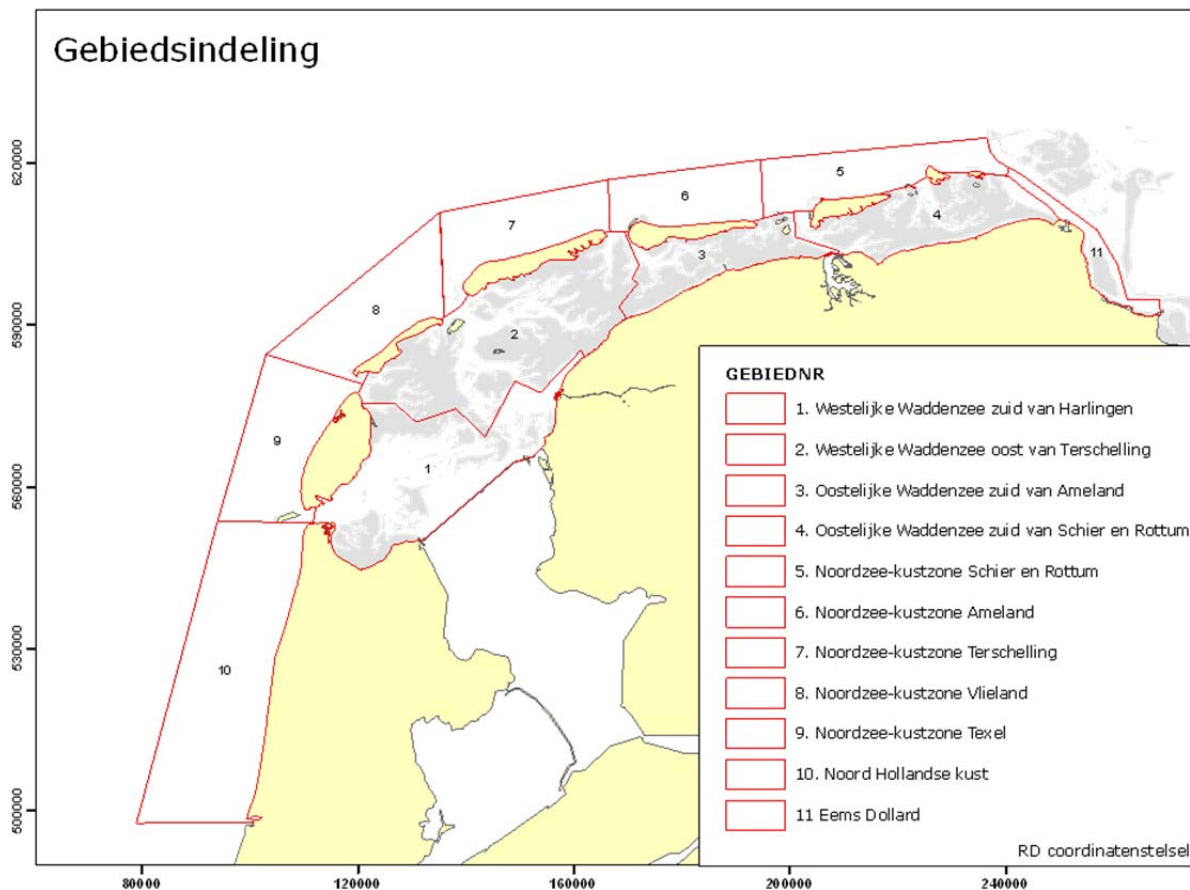 Gebiedsindeling
620000
590000
560000
530000
500000
5
6
7
4
3
11
8
2
9
1
10
GEBIEDNR
1. Westelijke Waddenzee zuid van Harlingen
2. Westelijke Waddenzee oost van Terschelling
3. Oostelijke Waddenzee zuid van Ameland
4. Oostelijke Waddenzee zuid van Schier en Rottum
5. Noordzee-kustzone Schier en Rottum
6. Noordzee-kustzone Ameland
7. Noordzee-kustzone Terschelling
8. Noordzee-kustzone Vlieland
9. Noordzee-kustzone Texel
10. Noord Hollandse kust
11 Eems Dollard
RD coordinatenstelsel
80000
120000
160000
200000
240000